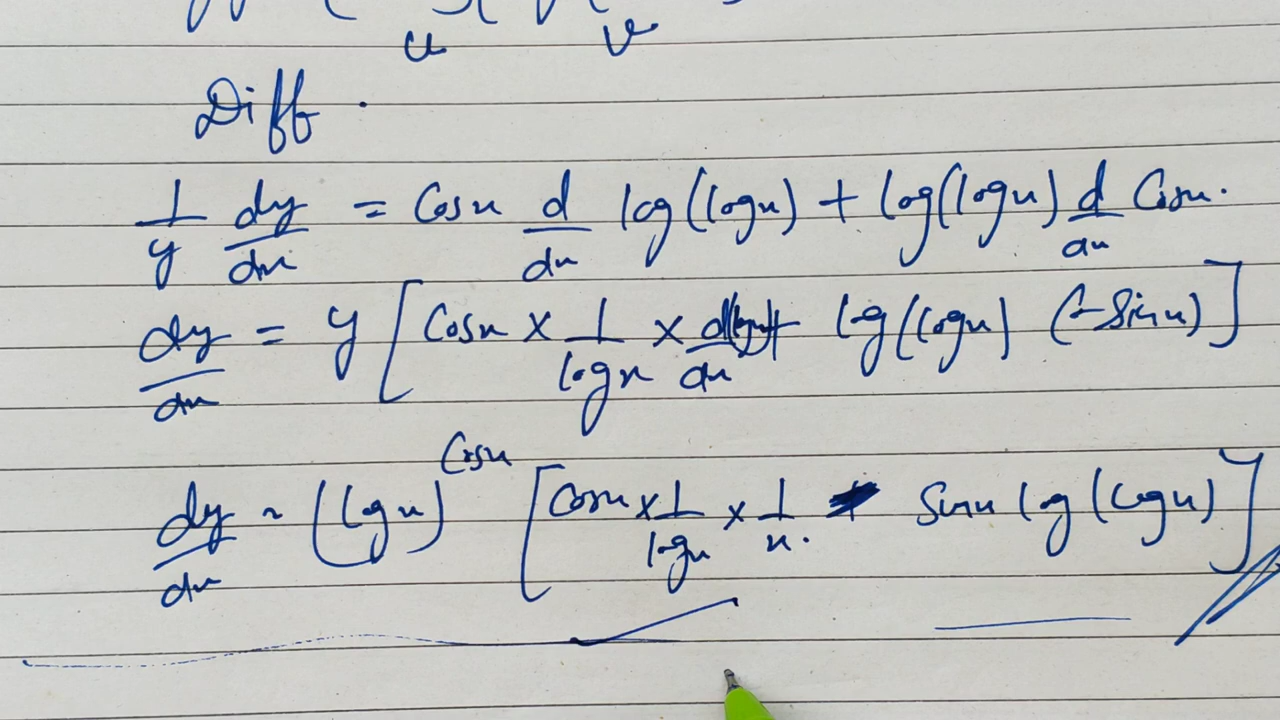 u v
Diff.
1/y dy/dx = Cosx d/dx log(logx) + log(logx) d/dx Cosx.
dy/dx = y [Cosx × 1/logx × d(logx)/dx + log(logx) (-Sinx)]
dy/dx = (logx)^Cosx [Cosx × 1/logx × 1/x. - Sinx log(logx)]